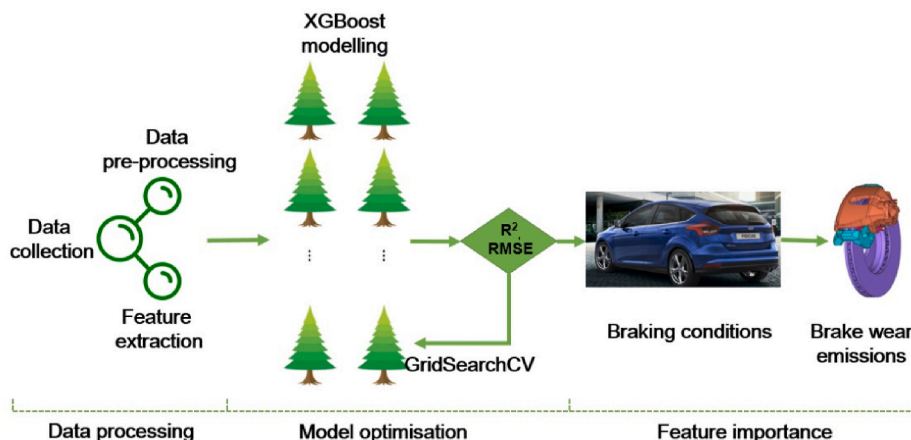 XGBoost
modelling
Data
pre-processing
Data
collection
Feature
extraction
⋮ ⋮
R²,
RMSE
GridSearchCV
FOCUS
Braking conditions
Brake wear
emissions
Data processing
Model optimisation
Feature importance